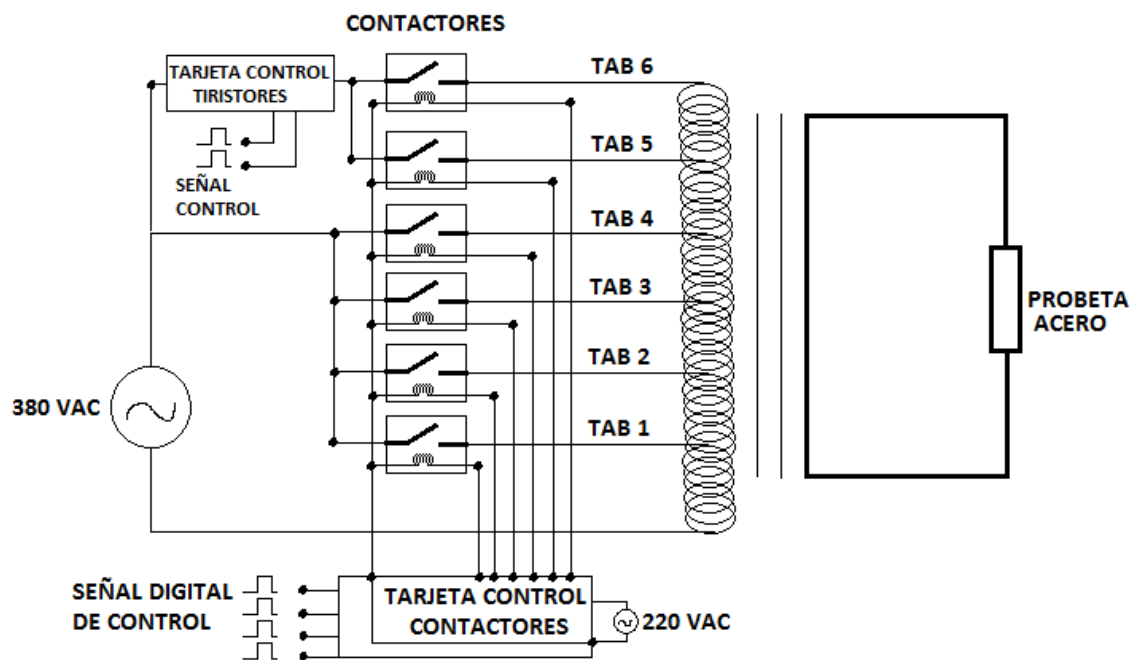 CONTACTORES
TARJETA CONTROL
TIRISTORES
SEÑAL
CONTROL
TAB 6
TAB 5
TAB 4
TAB 3
TAB 2
TAB 1
380 VAC
PROBETA
ACERO
SEÑAL DIGITAL
DE CONTROL
TARJETA CONTROL
CONTACTORES
220 VAC